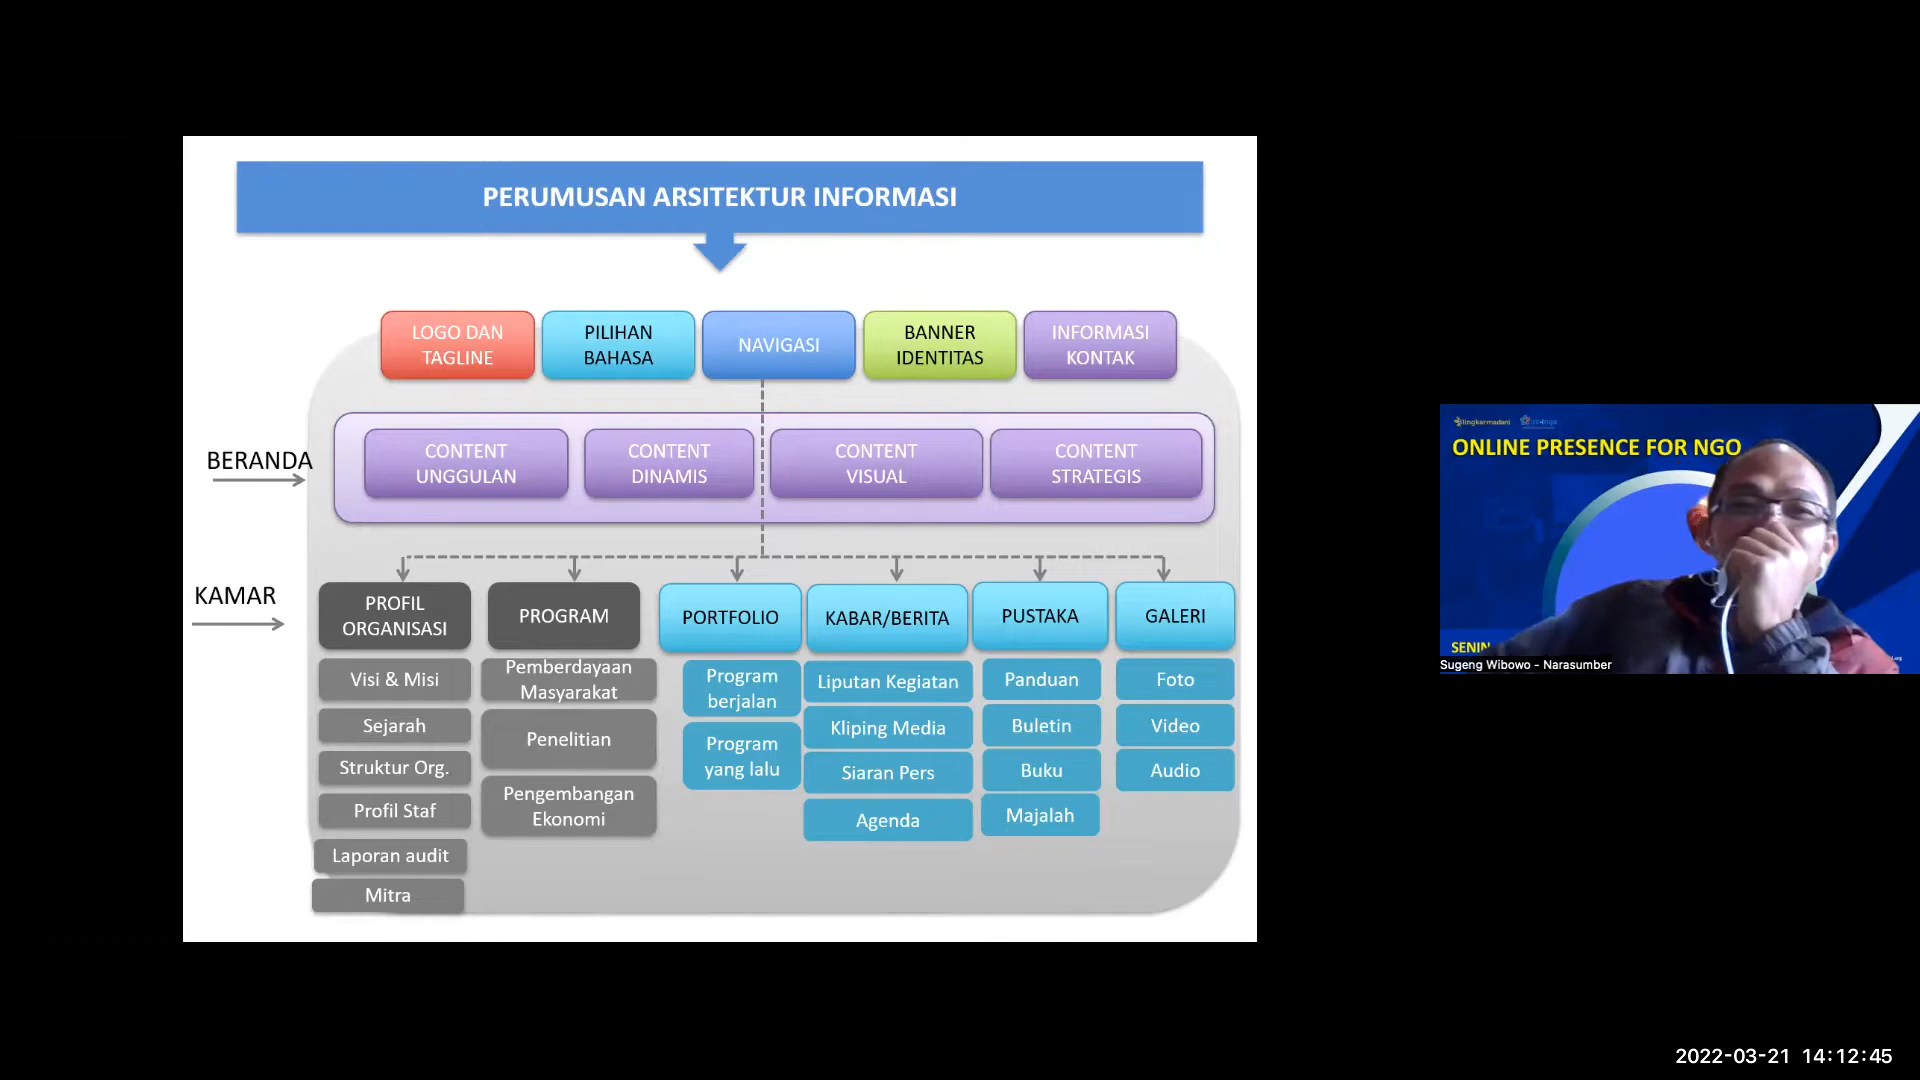 PERUMUSAN ARSITEKTUR INFORMASI
LOGO DAN
TAGLINE
PILIHAN
BAHASA
NAVIGASI
BANNER
IDENTITAS
INFORMASI
KONTAK
BERANDA
CONTENT
UNGGULAN
CONTENT
DINAMIS
CONTENT
VISUAL
CONTENT
STRATEGIS
KAMAR
PROFIL
ORGANISASI
Visi & Misi
Sejarah
Struktur Org.
Profil Staf
Laporan audit
Mitra
PROGRAM
Pemberdayaan
Masyarakat
Penelitian
Pengembangan
Ekonomi
PORTFOLIO
Program
berjalan
Program
yang lalu
KABAR/BERITA
Liputan Kegiatan
Kliping Media
Siaran Pers
Agenda
PUSTAKA
Panduan
Buletin
Buku
Majalah
GALERI
Foto
Video
Audio
lingkarmadani
ONLINE PRESENCE FOR NGO
SENIN
Sugeng Wibowo - Narasumber
2022-03-21 14:12:45